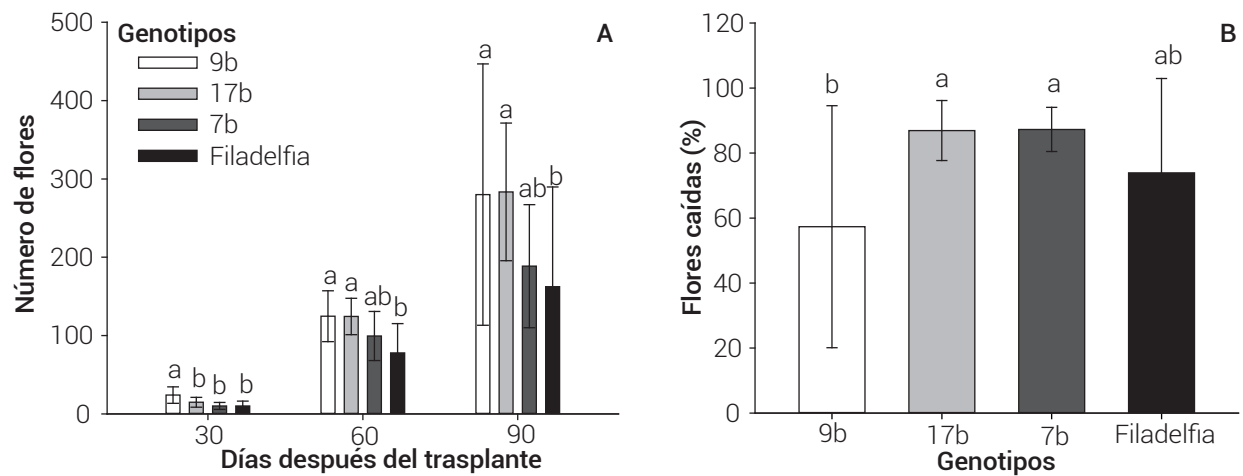 Genotipos
9b
17b
7b
Filadelfia
A
Número de flores
500
400
300
200
100
0
a b b b
a a ab b
a a ab b
30 60 90
Días después del trasplante
B
Flores caídas (%)
120
100
80
60
40
20
0
b a a ab
9b 17b 7b Filadelfia
Genotipos